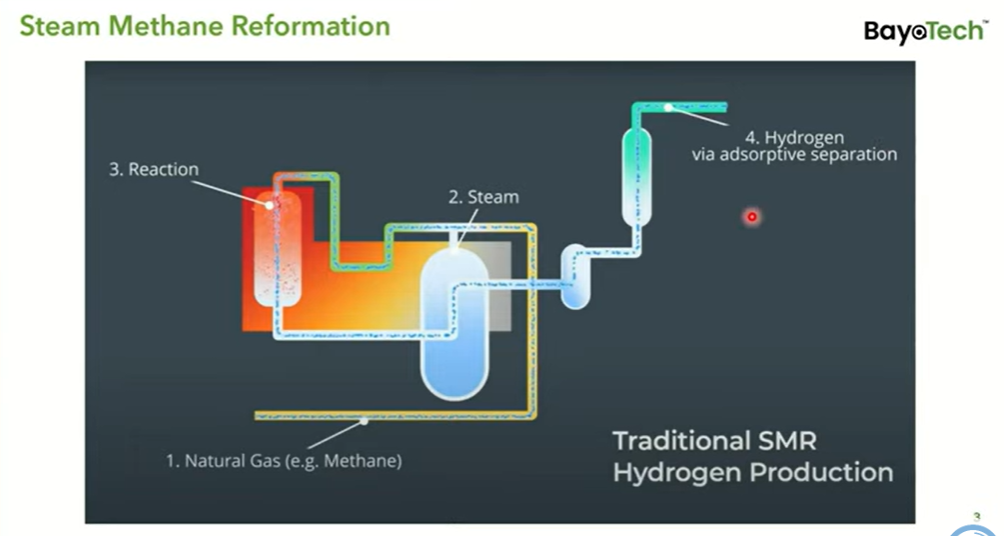 Steam Methane Reformation
BayoTech™
3. Reaction
2. Steam
4. Hydrogen
via adsorptive separation
1. Natural Gas (e.g. Methane)
Traditional SMR
Hydrogen Production
3